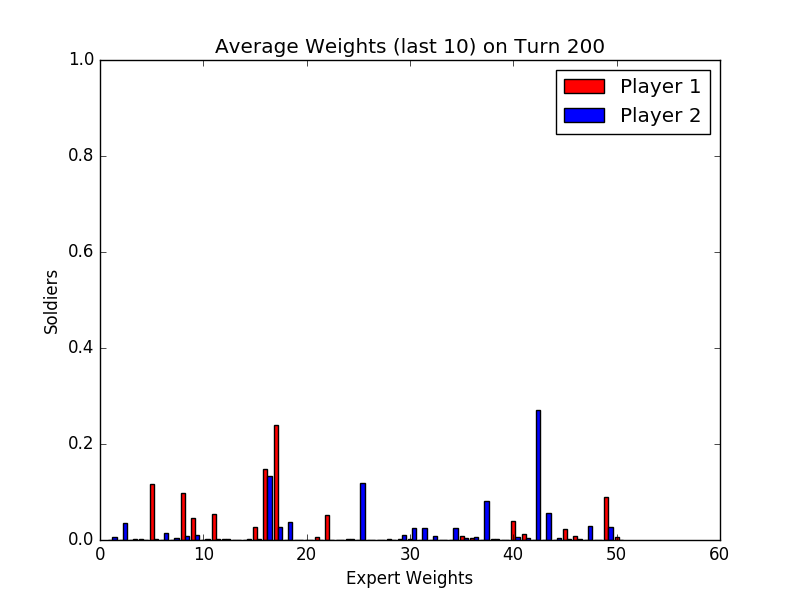 Average Weights (last 10) on Turn 200
1.0
Player 1
Player 2
0.8
0.6
Soldiers
0.4
0.2
0.0
0 10 20 30 40 50 60
Expert Weights